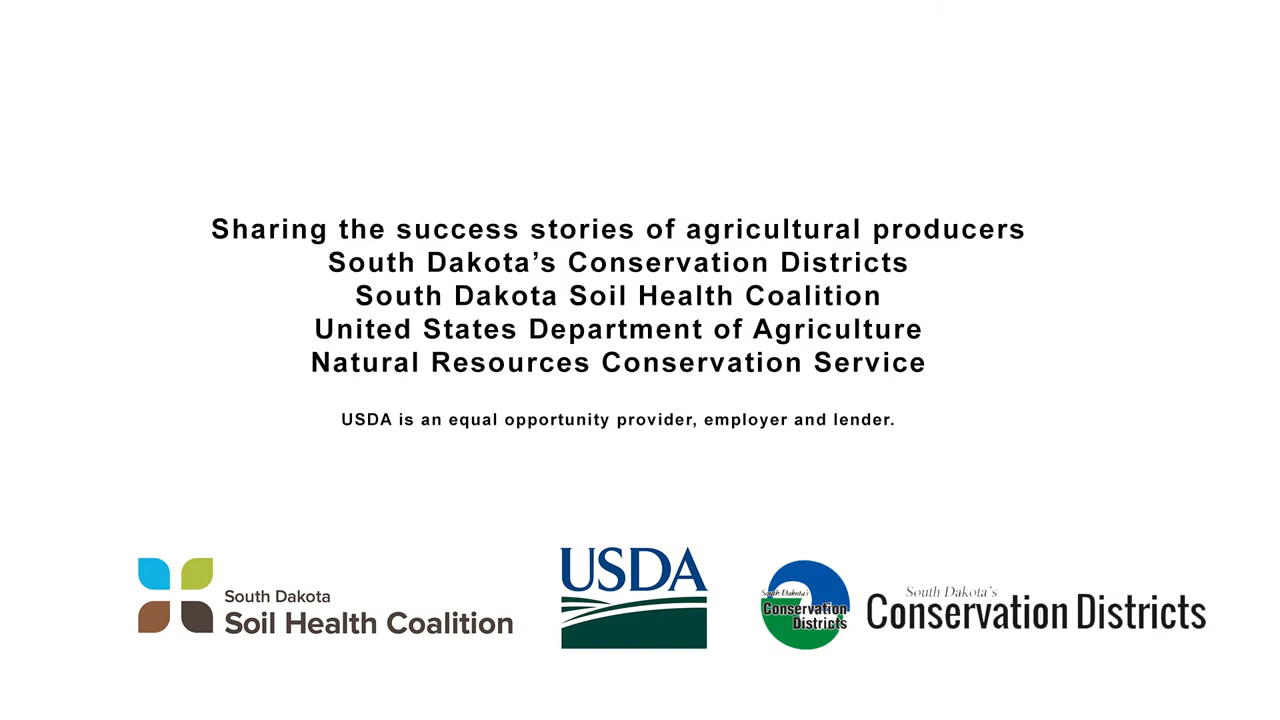 Sharing the success stories of agricultural producers
South Dakota’s Conservation Districts
South Dakota Soil Health Coalition
United States Department of Agriculture
Natural Resources Conservation Service
USDA is an equal opportunity provider, employer and lender.
South Dakota
Soil Health Coalition
USDA
South Dakota's
Conservation
Districts
South Dakota's
Conservation Districts